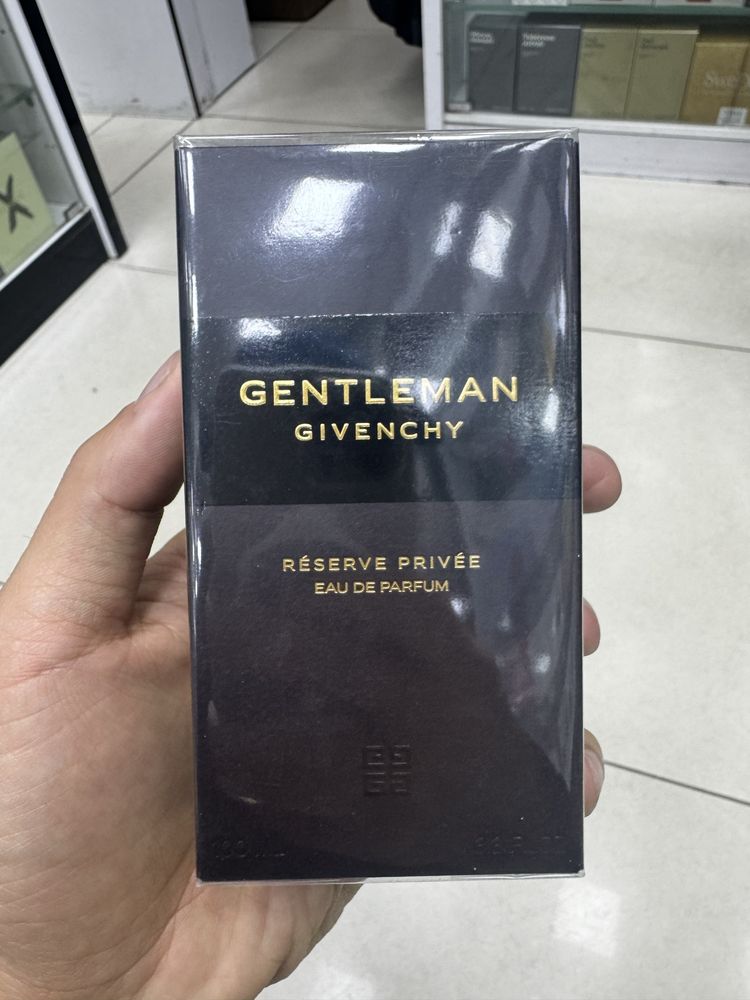 GENTLEMAN
GIVENCHY
RÉSERVE PRIVÉE
EAU DE PARFUM